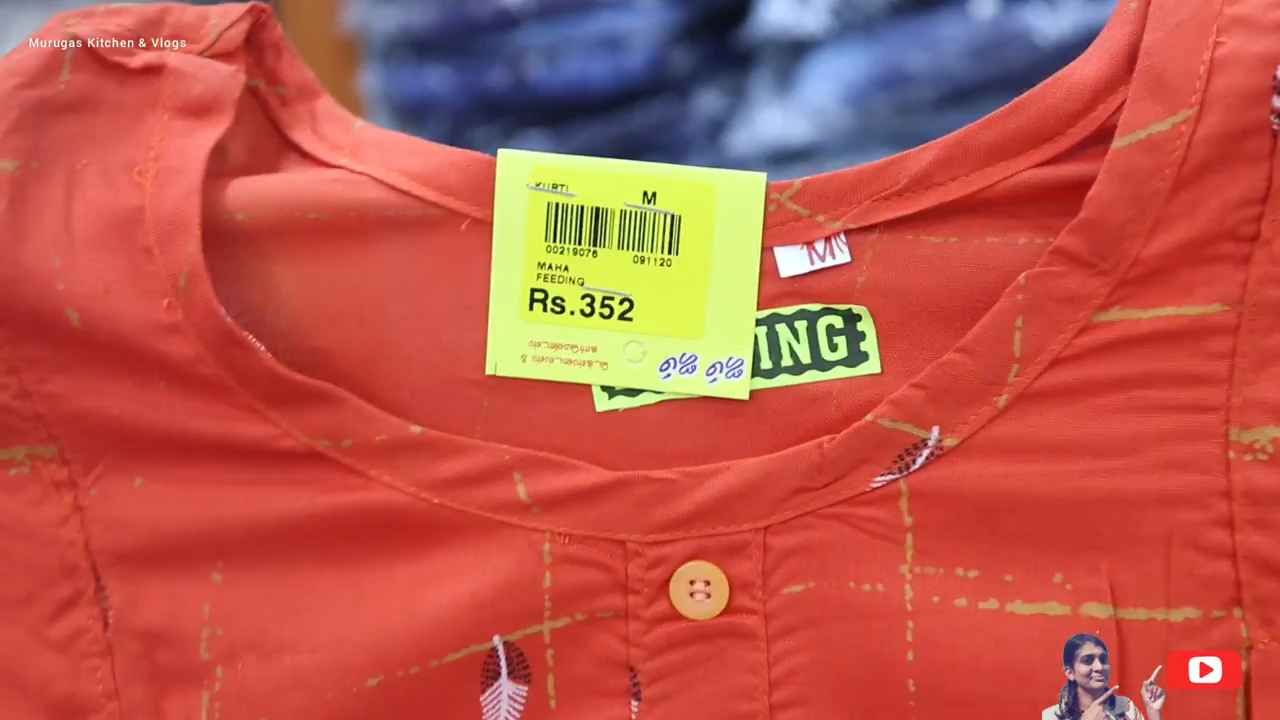 Murugas Kitchen & Vlogs
KURTI
M
00219076
091120
MAHA
FEEDING
Rs.352
M
ING